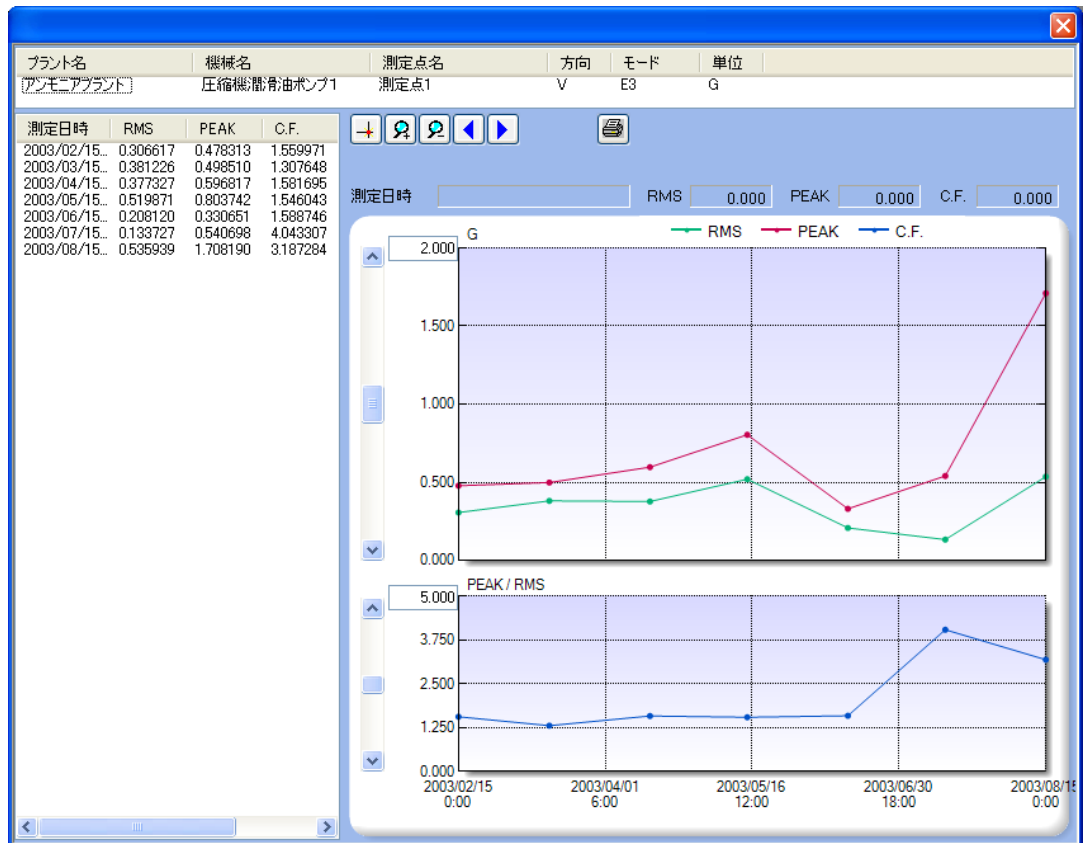 プラント名 機械名 測定点名 方向 モード 単位
アンモニアプラント 圧縮機潤滑油ポンプ1 測定点1 V E3 G
測定日時 RMS PEAK C.F.
2003/02/15... 0.306617 0.478313 1.559971
2003/03/15... 0.381226 0.498510 1.307648
2003/04/15... 0.377327 0.596817 1.581695
2003/05/15... 0.519871 0.803742 1.546043
2003/06/15... 0.208120 0.330651 1.588746
2003/07/15... 0.133727 0.540698 4.043307
2003/08/15... 0.535939 1.708190 3.187284
測定日時 RMS 0.000 PEAK 0.000 C.F. 0.000
G RMS PEAK C.F.
2.000
1.500
1.000
0.500
0.000
PEAK / RMS
5.000
3.750
2.500
1.250
0.000
2003/02/15 2003/04/01 2003/05/16 2003/06/30 2003/08/15
0:00 6:00 12:00 18:00 0:00